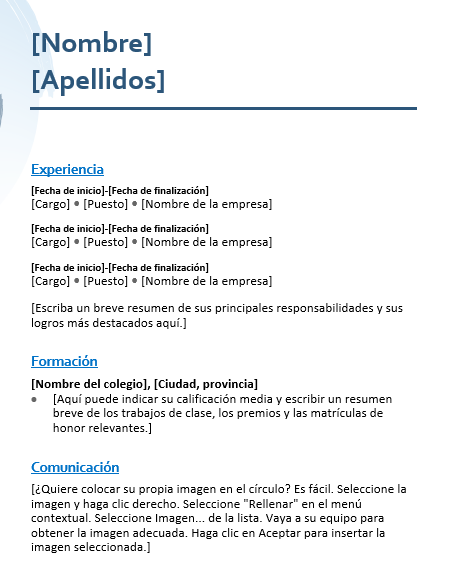 [Nombre]
[Apellidos]
Experiencia
[Fecha de inicio]-[Fecha de finalización]
[Cargo] • [Puesto] • [Nombre de la empresa]
[Fecha de inicio]-[Fecha de finalización]
[Cargo] • [Puesto] • [Nombre de la empresa]
[Fecha de inicio]-[Fecha de finalización]
[Cargo] • [Puesto] • [Nombre de la empresa]
[Escriba un breve resumen de sus principales responsabilidades y sus
logros más destacados aquí.]
Formación
[Nombre del colegio], [Ciudad, provincia]
• [Aquí puede indicar su calificación media y escribir un resumen
breve de los trabajos de clase, los premios y las matrículas de
honor relevantes.]
Comunicación
[¿Quiere colocar su propia imagen en el círculo? Es fácil. Seleccione la
imagen y haga clic derecho. Seleccione "Rellenar" en el menú
contextual. Seleccione Imagen... de la lista. Vaya a su equipo para
obtener la imagen adecuada. Haga clic en Aceptar para insertar la
imagen seleccionada.]